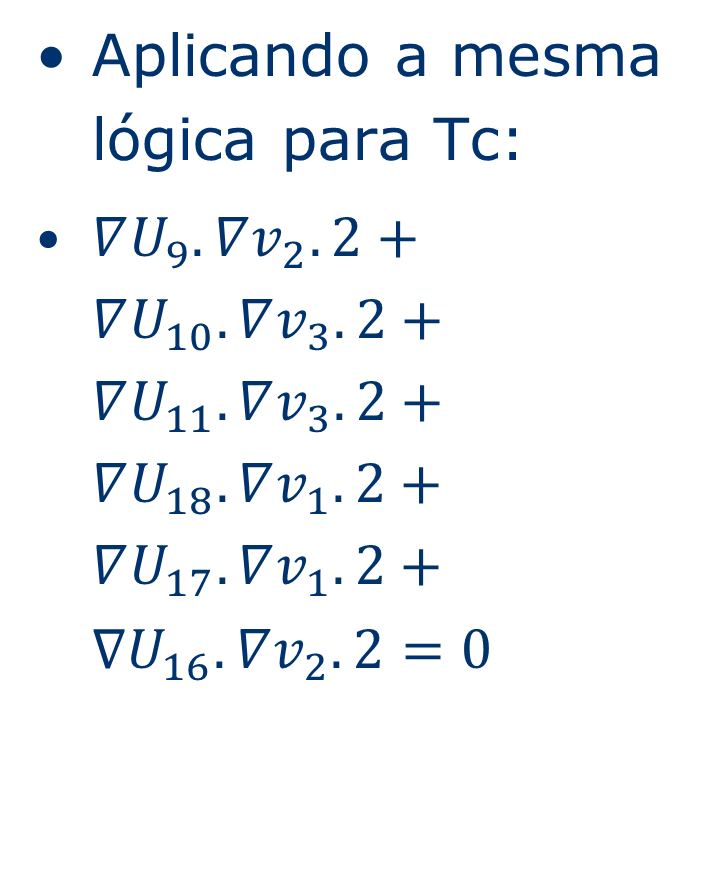 • Aplicando a mesma
lógica para Tc:
• ∇U₉.∇v₂.2 +
∇U₁₀.∇v₃.2 +
∇U₁₁.∇v₃.2 +
∇U₁₈.∇v₁.2 +
∇U₁₇.∇v₁.2 +
∇U₁₆.∇v₂.2 = 0